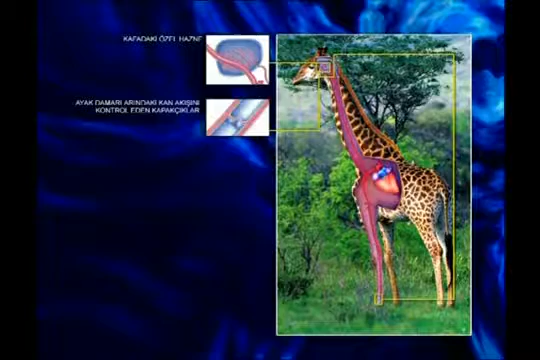 KAFADAKİ ÖZEL HAZNE
AYAK DAMARLARINDAKİ KAN AKIŞINI
KONTROL EDEN KAPAKÇIKLAR